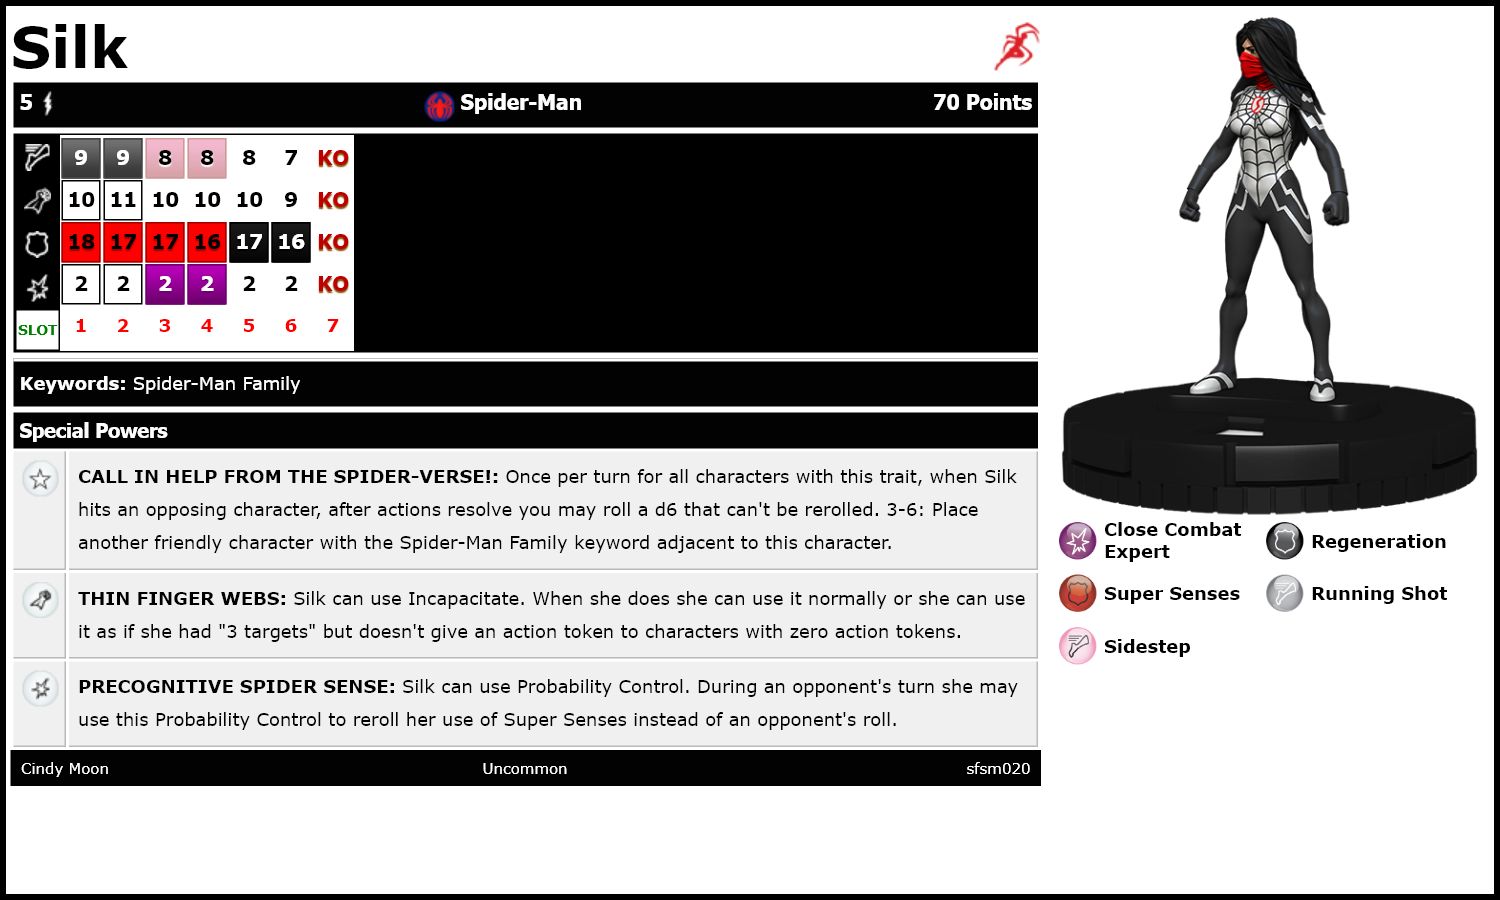 Silk
5 Spider-Man 70 Points
9 9 8 8 8 7 KO
10 11 10 10 10 9 KO
18 17 17 16 17 16 KO
2 2 2 2 2 2 KO
SLOT 1 2 3 4 5 6 7
Keywords: Spider-Man Family
Special Powers
CALL IN HELP FROM THE SPIDER-VERSE!: Once per turn for all characters with this trait, when Silk
hits an opposing character, after actions resolve you may roll a d6 that can't be rerolled. 3-6: Place
another friendly character with the Spider-Man Family keyword adjacent to this character.
THIN FINGER WEBS: Silk can use Incapacitate. When she does she can use it normally or she can use
it as if she had "3 targets" but doesn't give an action token to characters with zero action tokens.
PRECOGNITIVE SPIDER SENSE: Silk can use Probability Control. During an opponent's turn she may
use this Probability Control to reroll her use of Super Senses instead of an opponent's roll.
Cindy Moon Uncommon sfsm020
Close Combat
Expert
Regeneration
Super Senses
Running Shot
Sidestep